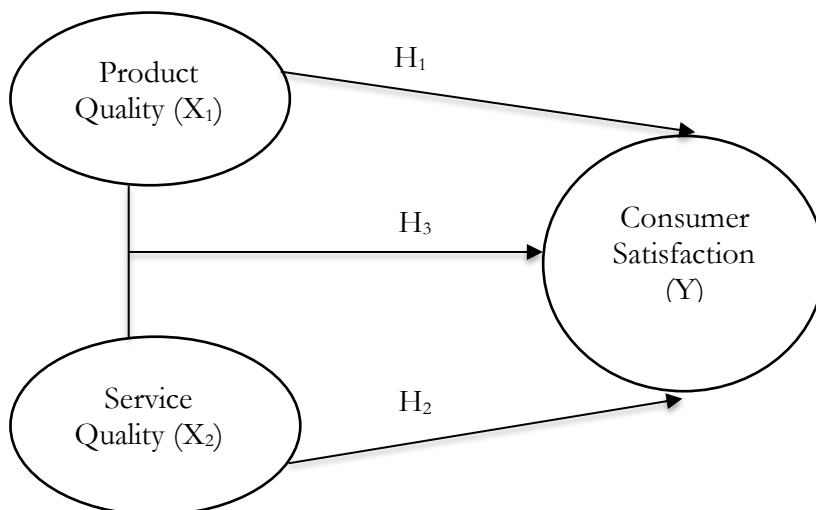 Product
Quality (X₁)
H₁
Consumer
Satisfaction
(Y)
H₃
Service
Quality (X₂)
H₂